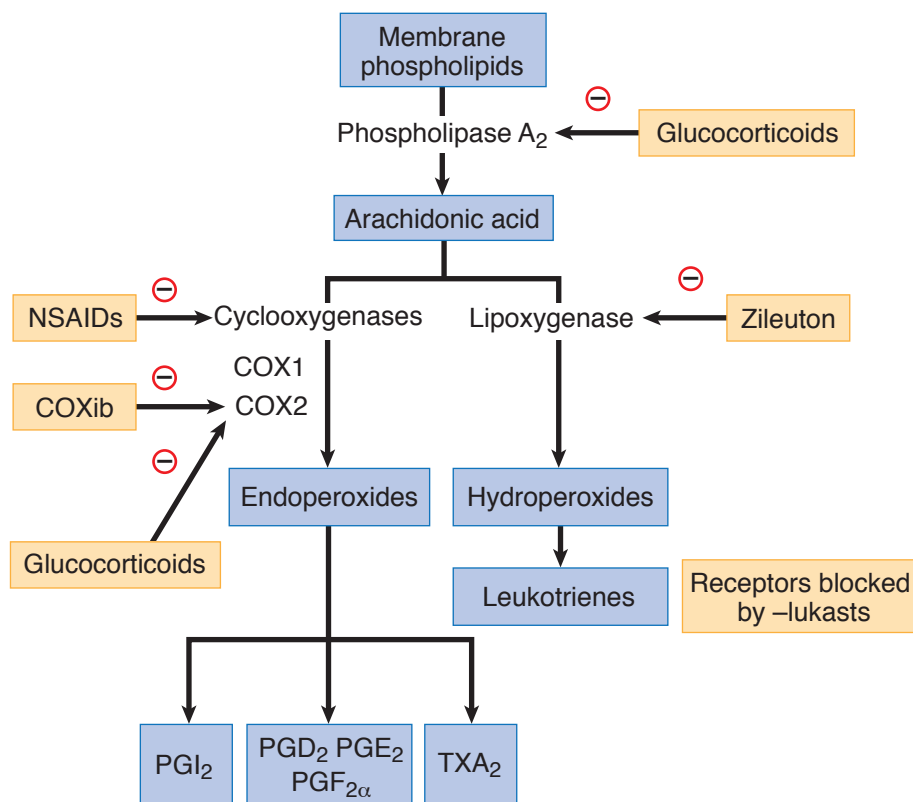 Membrane
phospholipids
⊖
Phospholipase A₂
Glucocorticoids
Arachidonic acid
⊖
⊖
NSAIDs
Cyclooxygenases
Lipoxygenase
Zileuton
COX1
⊖
COXib
COX2
⊖
Endoperoxides
Hydroperoxides
Glucocorticoids
Leukotrienes
Receptors blocked
by –lukasts
PGI₂
PGD₂ PGE₂
PGF₂α
TXA₂